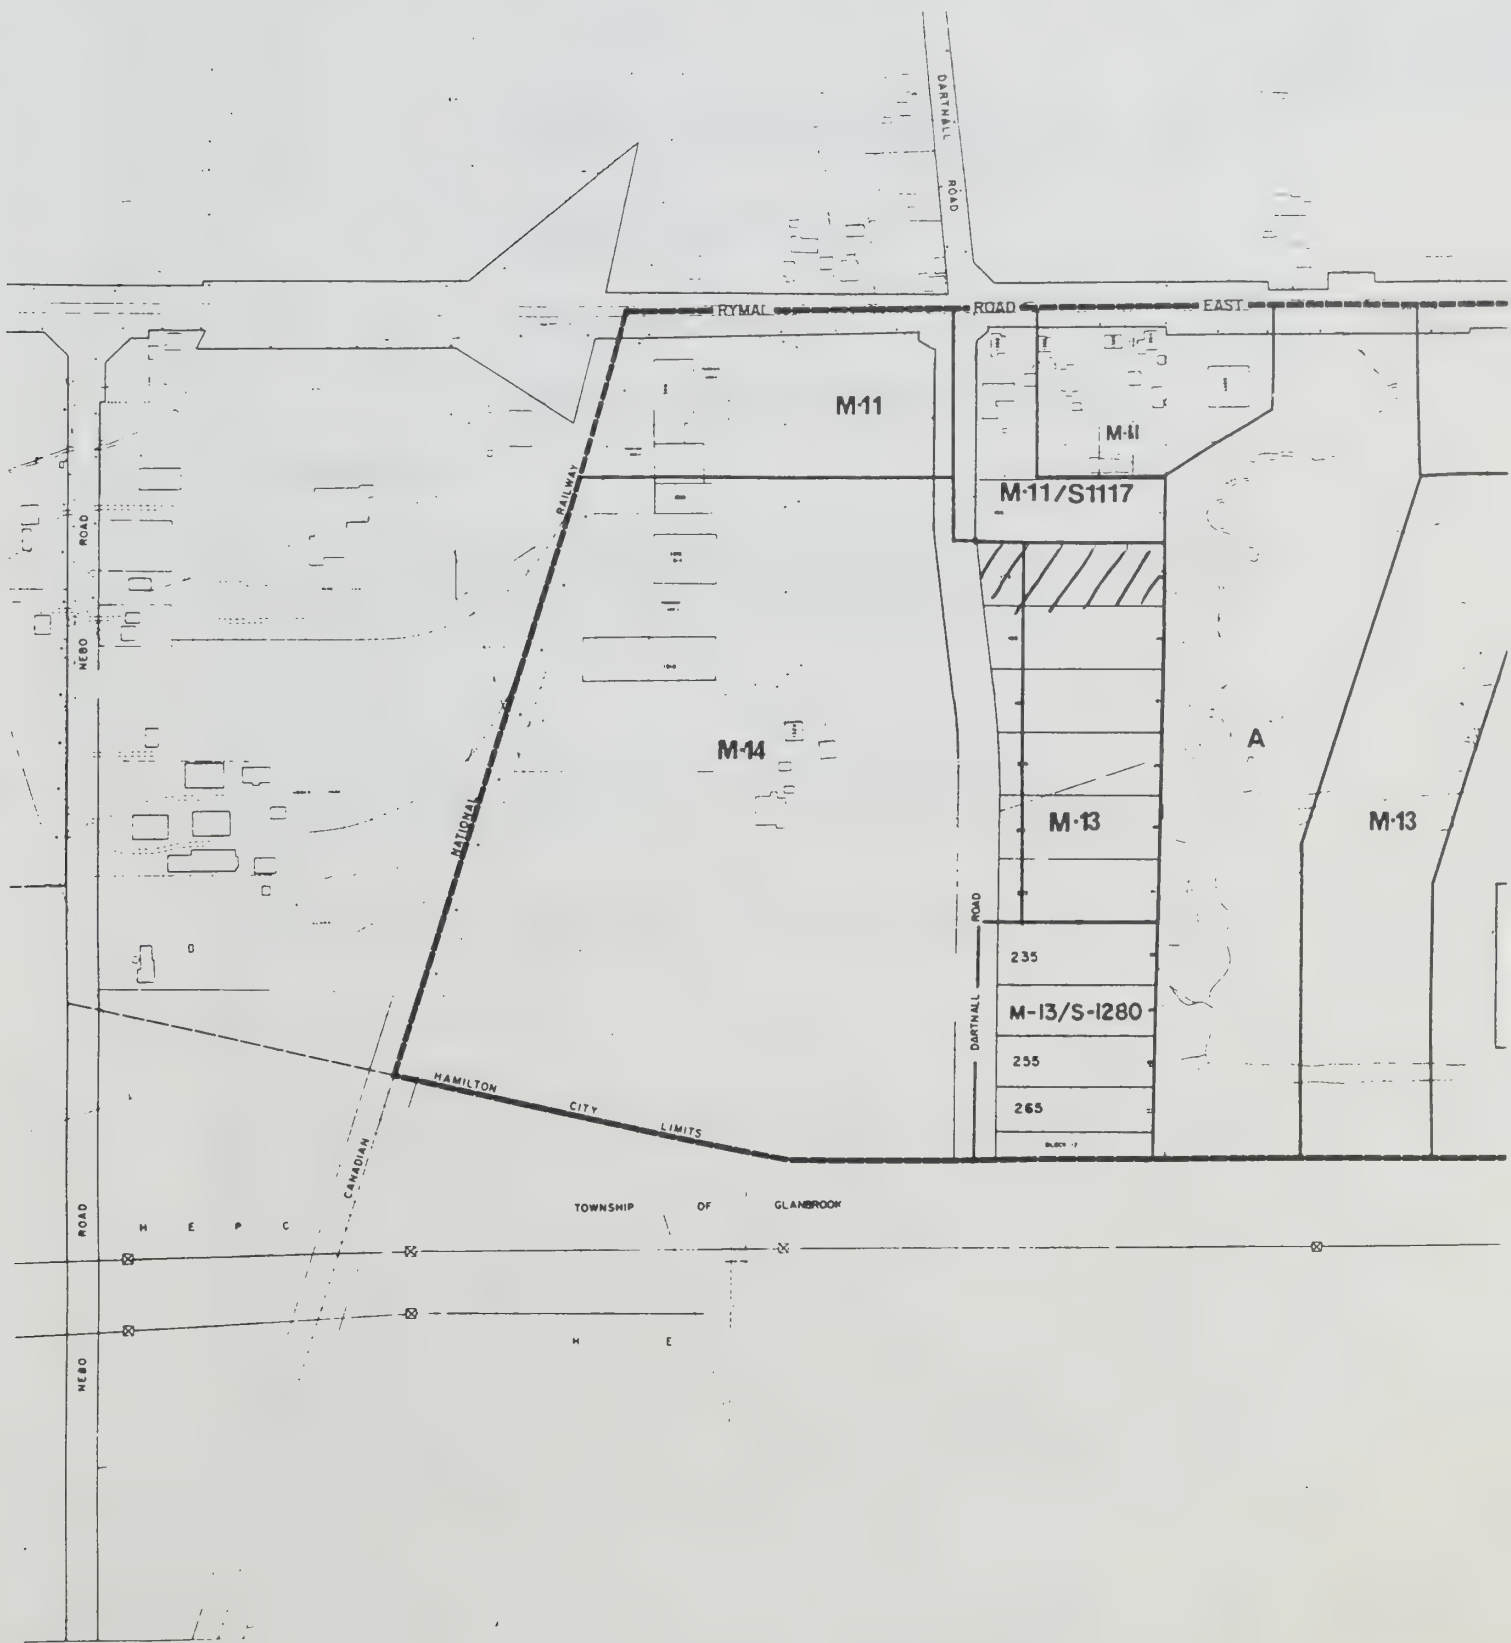 DARTNALL ROAD
RYMAL ROAD EAST
M-11
M-11
M-11/S1117
NEBO ROAD
RAILWAY
M-14
A
NATIONAL
M-13
M-13
DARTNALL ROAD
235
M-13/S-1280
255
265
HAMILTON CITY LIMITS
CANADIAN
TOWNSHIP OF GLANBROOK
NEBO ROAD
H E P C
H E